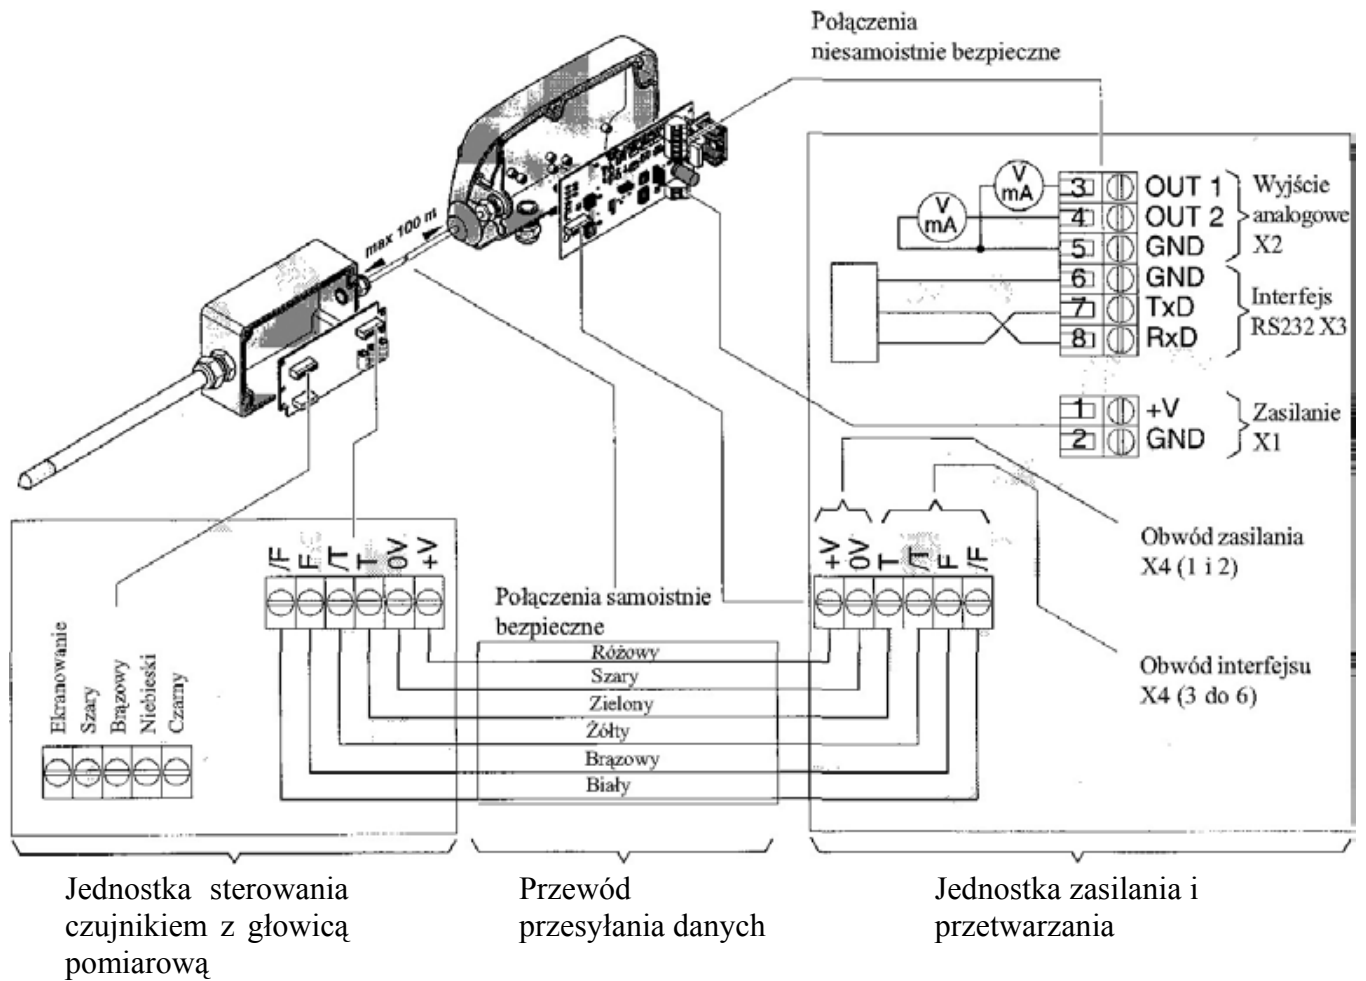 Połączenia
niesamoistnie bezpieczne
max 100 m
V
mA
V
mA
3 OUT 1
4 OUT 2
5 GND
Wyjście
analogowe
X2
6 GND
7 TxD
8 RxD
Interfejs
RS232 X3
1 +V
2 GND
Zasilanie
X1
Obwód zasilania
X4 (1 i 2)
Obwód interfejsu
X4 (3 do 6)
/F F /T T 0V +V
+V 0V T /T F /F
Połączenia samoistnie
bezpieczne
Różowy
Szary
Zielony
Żółty
Brązowy
Biały
Ekranowanie
Szary
Brązowy
Niebieski
Czarny
Jednostka sterowania
czujnikiem z głowicą
pomiarową
Przewód
przesyłania danych
Jednostka zasilania i
przetwarzania